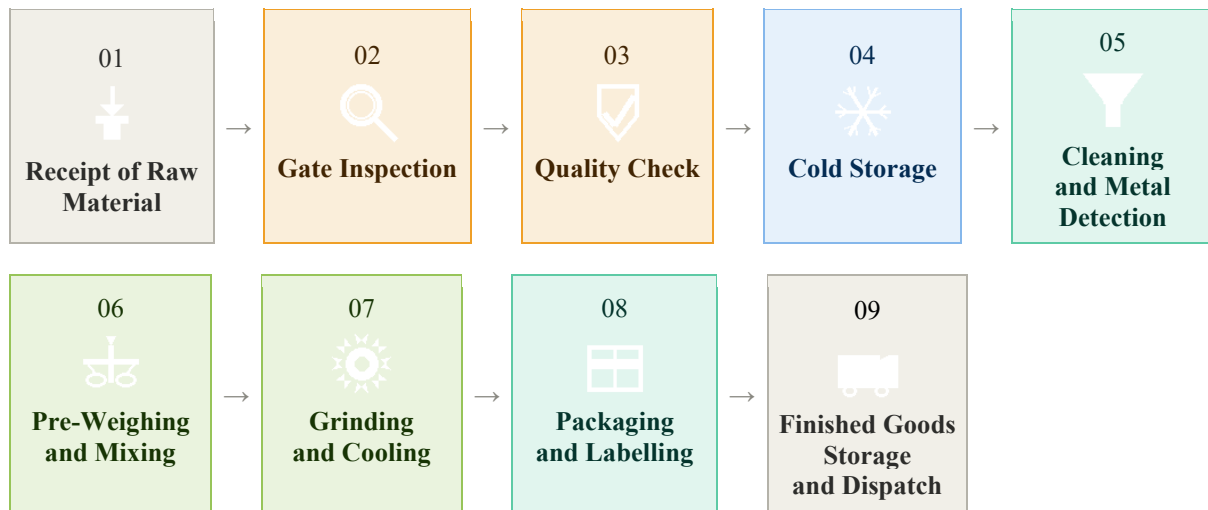 01
Receipt of Raw
Material
→
02
Gate Inspection
→
03
Quality Check
→
04
Cold Storage
→
05
Cleaning
and Metal
Detection
06
Pre-Weighing
and Mixing
→
07
Grinding
and Cooling
→
08
Packaging
and Labelling
→
09
Finished Goods
Storage
and Dispatch